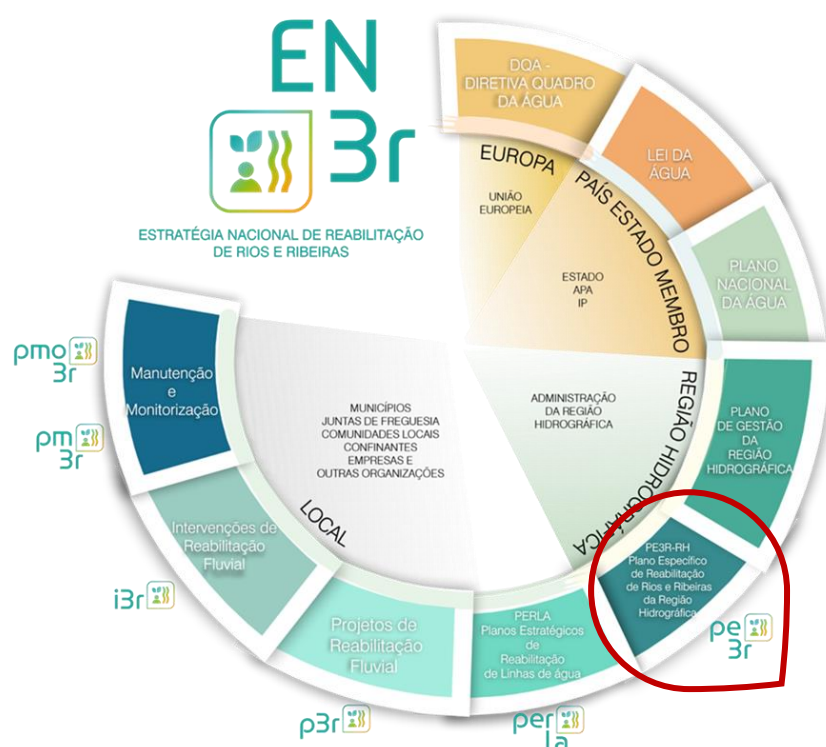 EN
3r
ESTRATÉGIA NACIONAL DE REABILITAÇÃO
DE RIOS E RIBEIRAS
DQA -
DIRETIVA QUADRO
DA ÁGUA
EUROPA
UNIÃO
EUROPEIA
LEI DA
ÁGUA
PAÍS ESTADO MEMBRO
ESTADO
APA
IP
PLANO
NACIONAL
DA ÁGUA
REGIÃO HIDROGRÁFICA
ADMINISTRAÇÃO
DA REGIÃO
HIDROGRÁFICA
PLANO
DE GESTÃO
DA
REGIÃO
HIDROGRÁFICA
PE3R-RH
Plano Específico
de Reabilitação
de Rios e Ribeiras
da Região
Hidrográfica
pe
3r
PERLA
Planos Estratégicos
de
Reabilitação
de Linhas de água
per
la
Projetos de
Reabilitação
Fluvial
p3r
LOCAL
MUNICÍPIOS
JUNTAS DE FREGUESIA
COMUNIDADES LOCAIS
CONFINANTES
EMPRESAS E
OUTRAS ORGANIZAÇÕES
Intervenções de
Reabilitação
Fluvial
i3r
Manutenção
e
Monitorização
pmo
3r
pm
3r